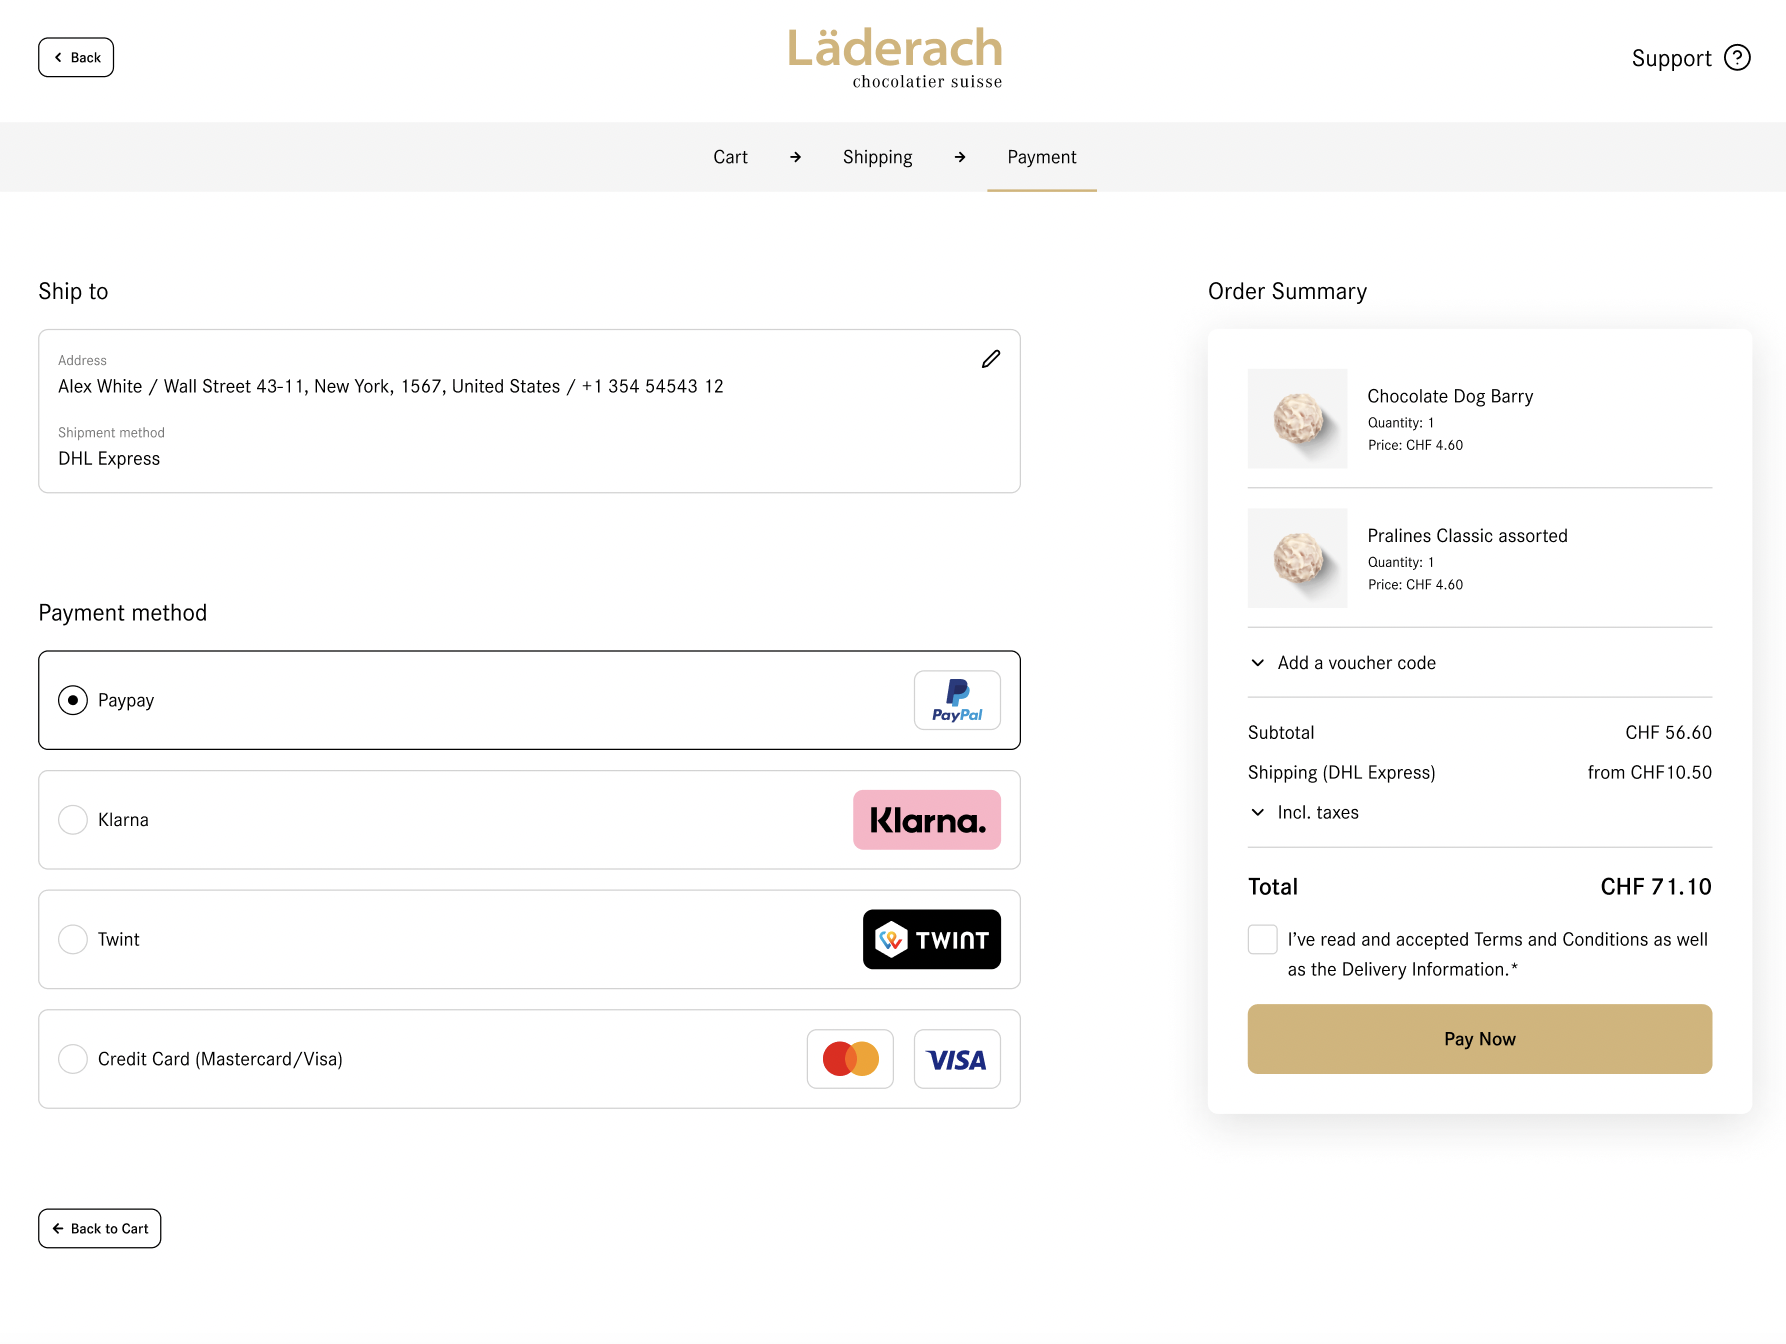 Back
Läderach
chocolatier suisse
Support ?
Cart → Shipping → Payment
Ship to
Address
Alex White / Wall Street 43-11, New York, 1567, United States / +1 354 54543 12
Shipment method
DHL Express
Payment method
Paypay
PayPal
Klarna
Klarna.
Twint
TWINT
Credit Card (Mastercard/Visa)
VISA
Back to Cart
Order Summary
Chocolate Dog Barry
Quantity: 1
Price: CHF 4.60
Pralines Classic assorted
Quantity: 1
Price: CHF 4.60
Add a voucher code
Subtotal CHF 56.60
Shipping (DHL Express) from CHF10.50
Incl. taxes
Total CHF 71.10
I’ve read and accepted Terms and Conditions as well
as the Delivery Information.*
Pay Now